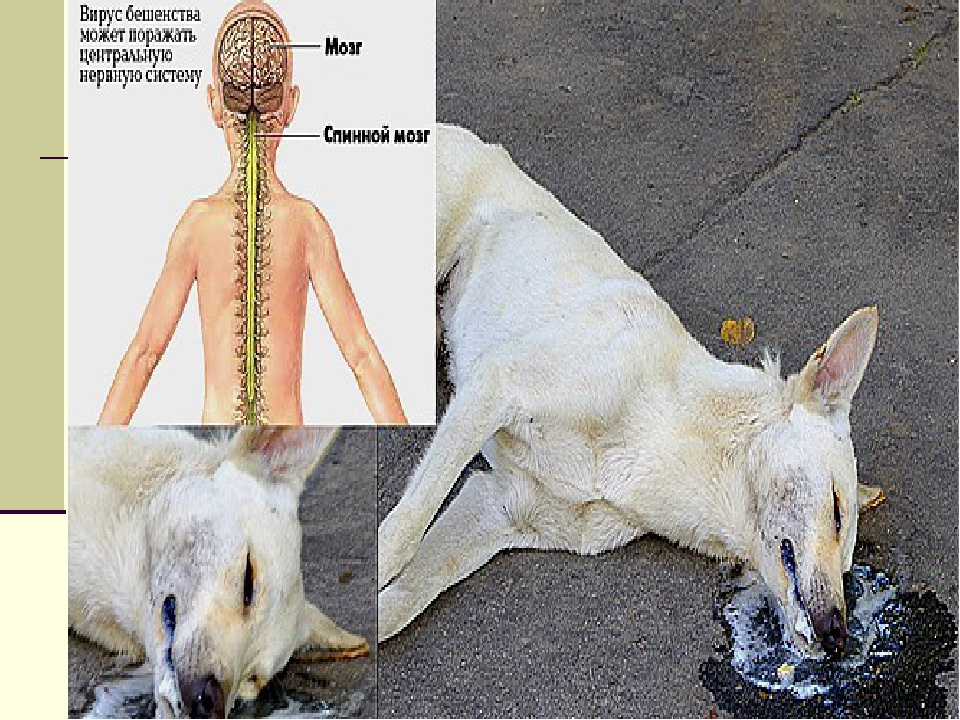 Вирус бешенства
может поражать
центральную
нервную систему
Мозг
Спинной мозг